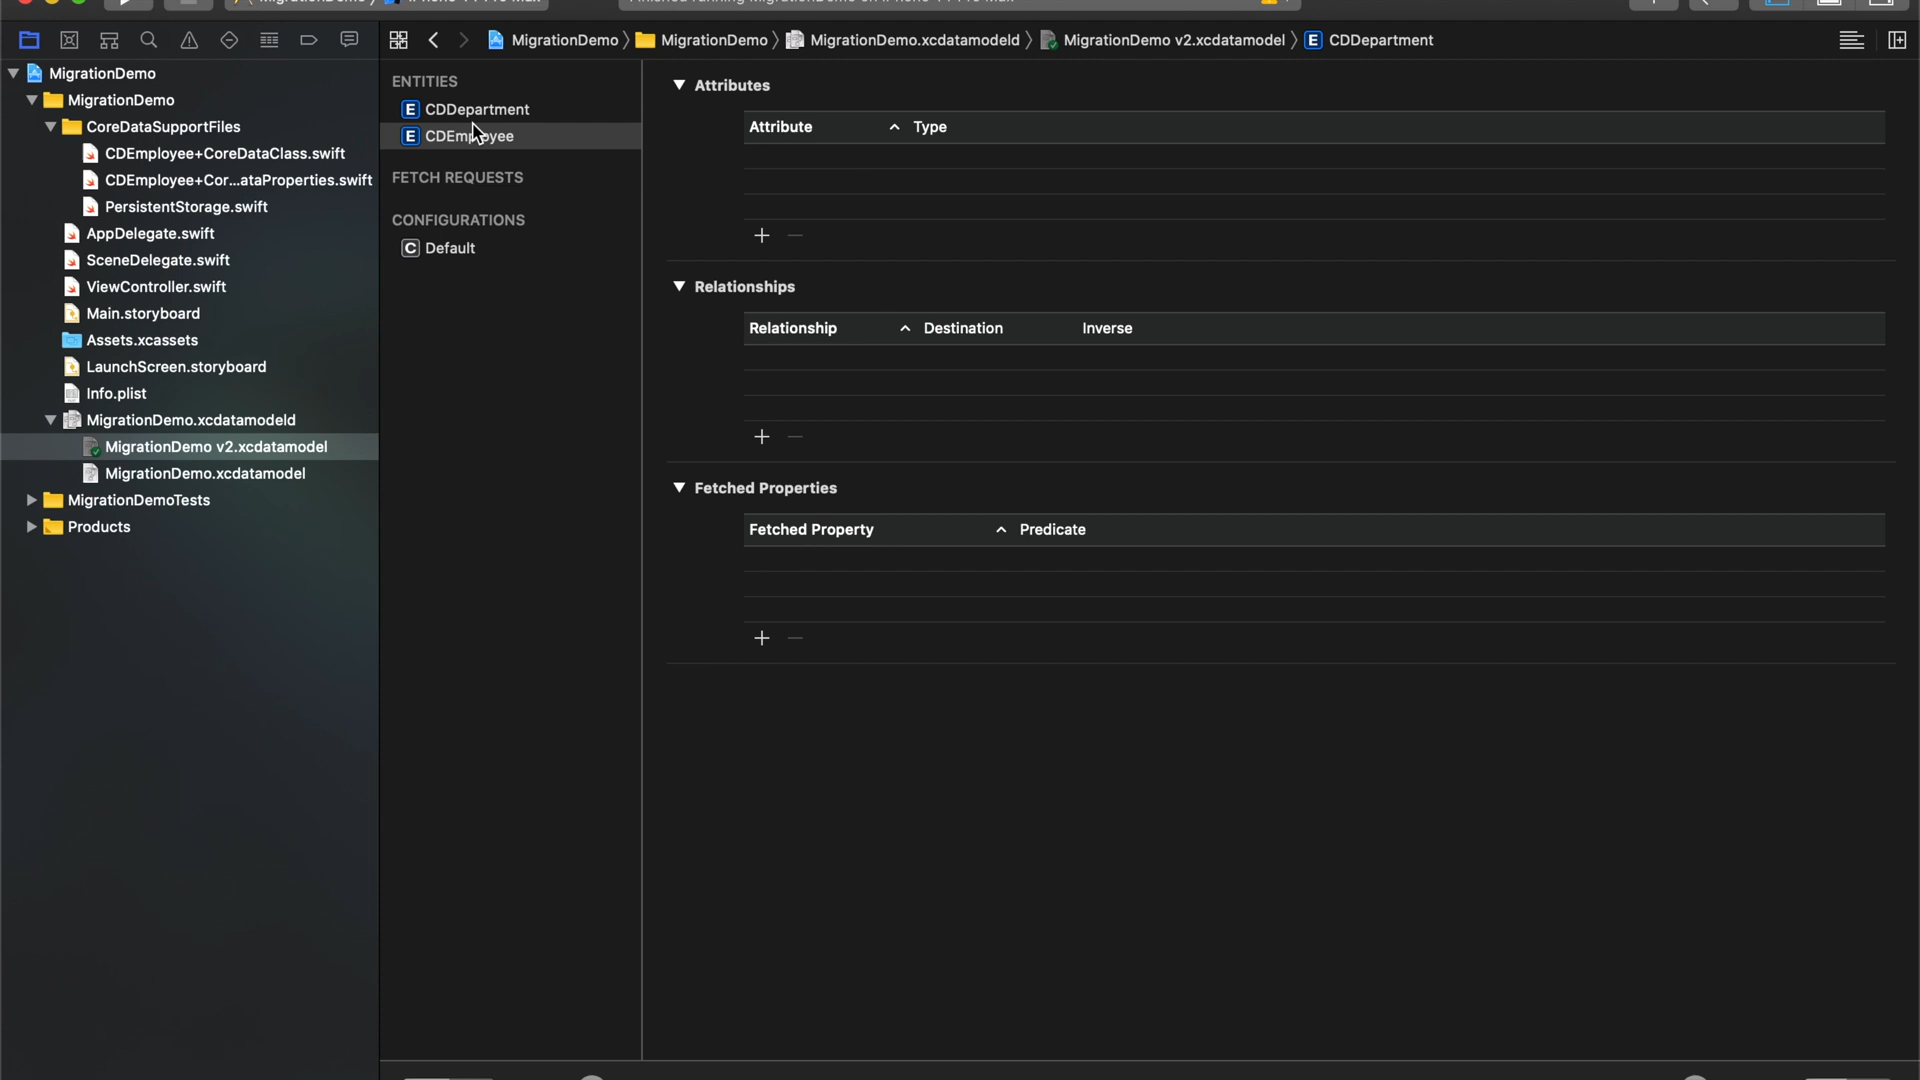 MigrationDemo
MigrationDemo
MigrationDemo.xcdatamodeld
MigrationDemo v2.xcdatamodel
E CDDepartment
MigrationDemo
MigrationDemo
CoreDataSupportFiles
CDEmployee+CoreDataClass.swift
CDEmployee+Cor...ataProperties.swift
PersistentStorage.swift
AppDelegate.swift
SceneDelegate.swift
ViewController.swift
Main.storyboard
Assets.xcassets
LaunchScreen.storyboard
Info.plist
MigrationDemo.xcdatamodeld
MigrationDemo v2.xcdatamodel
MigrationDemo.xcdatamodel
MigrationDemoTests
Products
ENTITIES
E CDDepartment
E CDEmployee
FETCH REQUESTS
CONFIGURATIONS
C Default
Attributes
Attribute Type
Relationships
Relationship Destination Inverse
Fetched Properties
Fetched Property Predicate